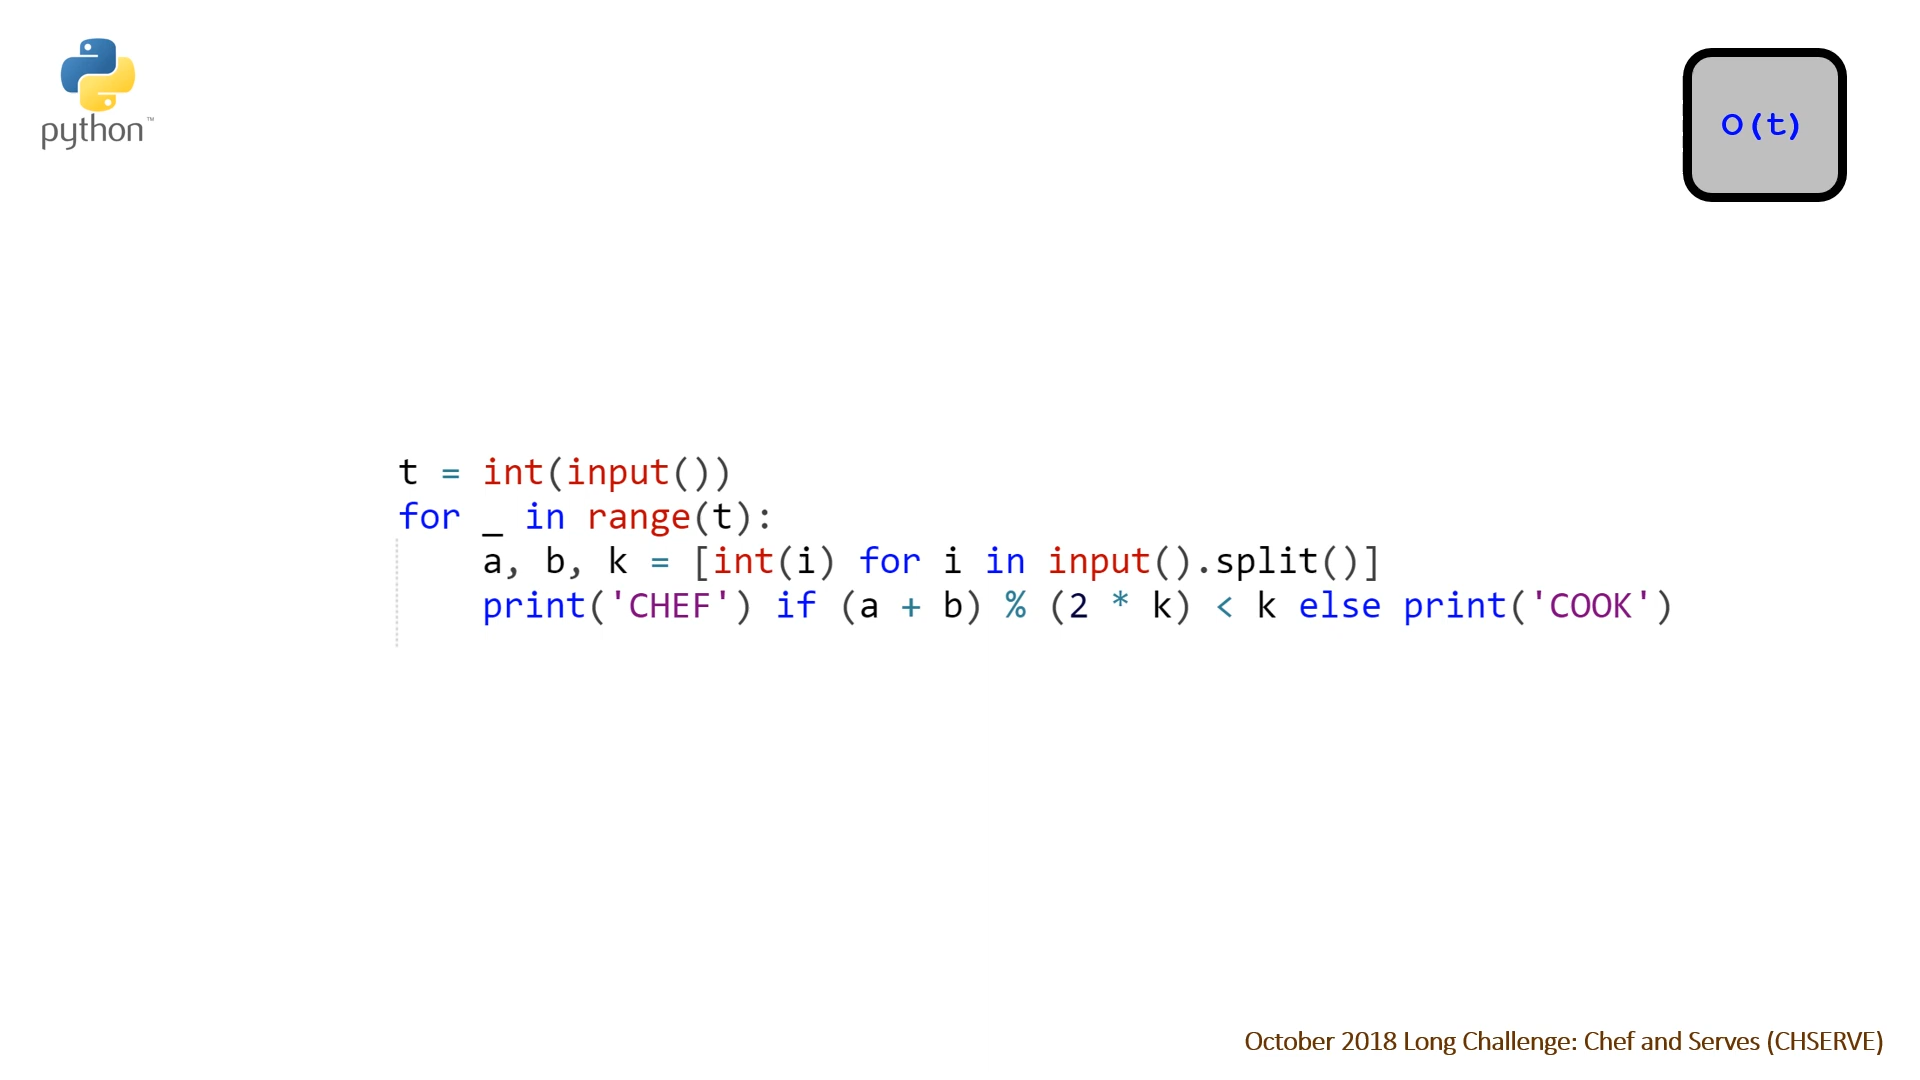 python™
O(t)
t = int(input())
for _ in range(t):
    a, b, k = [int(i) for i in input().split()]
    print('CHEF') if (a + b) % (2 * k) < k else print('COOK')
October 2018 Long Challenge: Chef and Serves (CHSERVE)